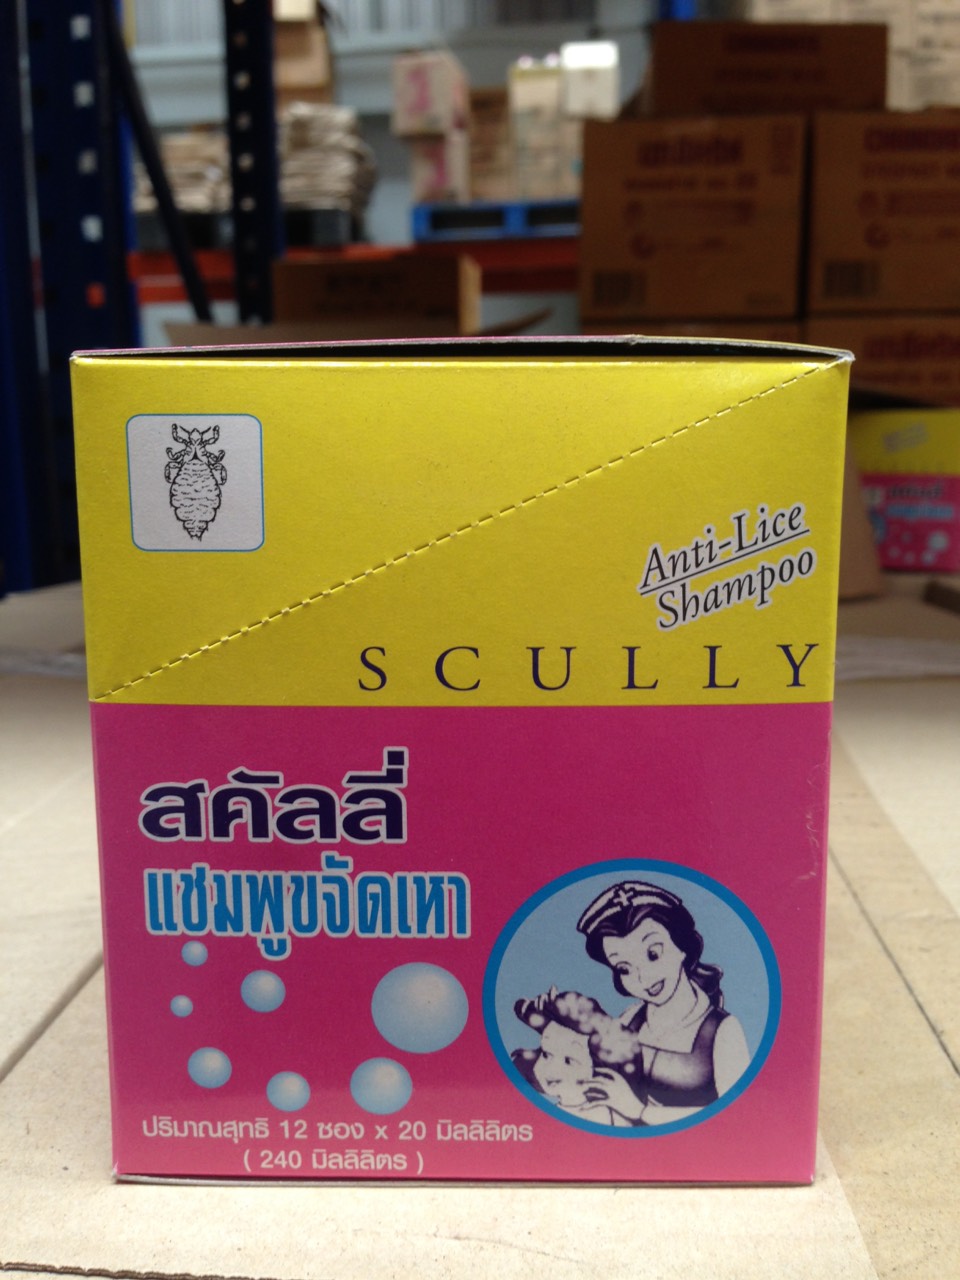 Anti-Lice
Shampoo
SCULLY
สคัลลี่
แชมพูขจัดเหา
ปริมาณสุทธิ 12 ซอง x 20 มิลลิลิตร
( 240 มิลลิลิตร )